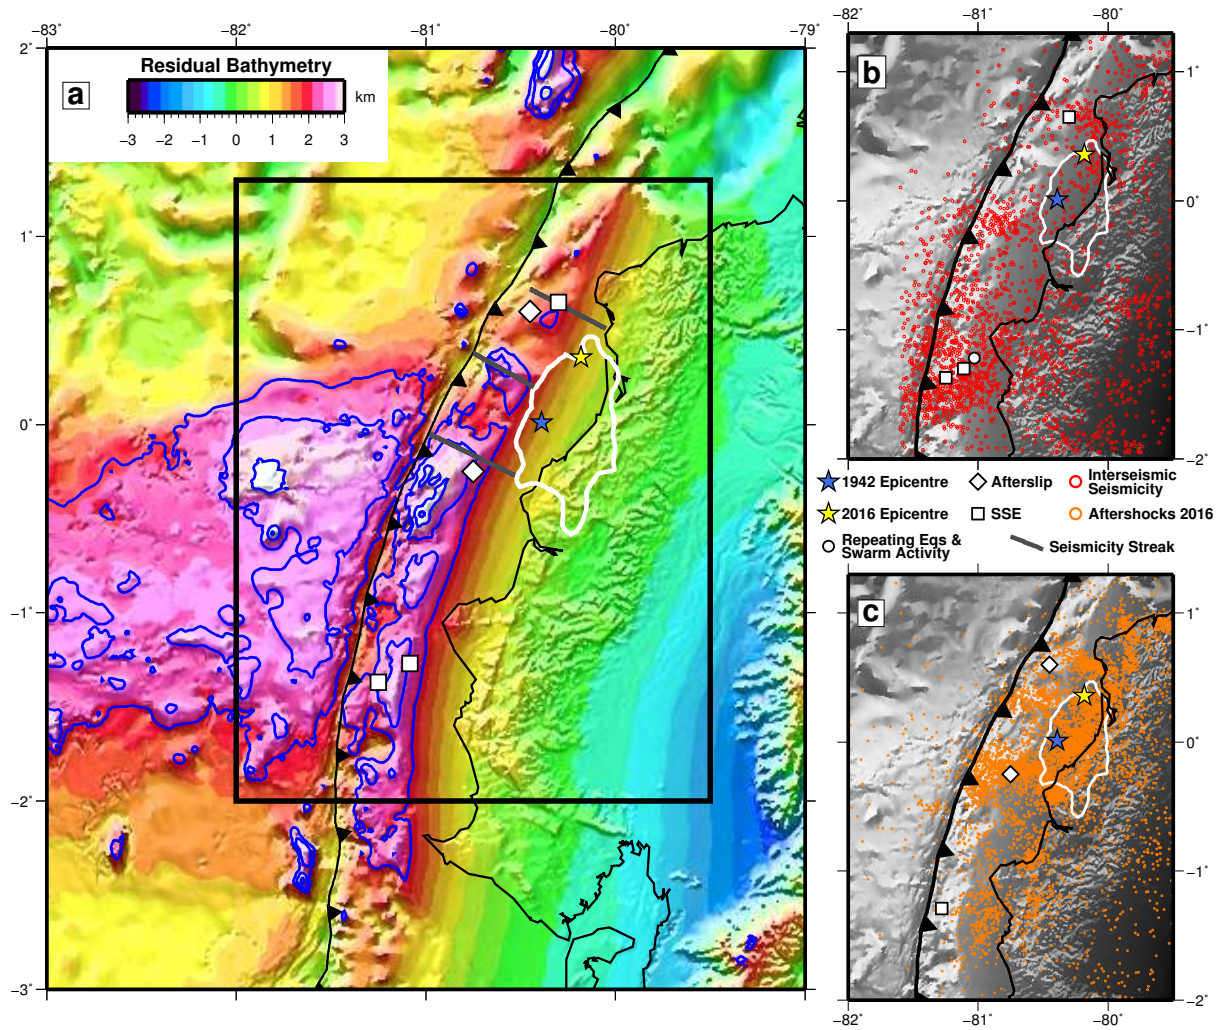 −83˚ −82˚ −81˚ −80˚ −79˚
2˚
1˚
0˚
−1˚
−2˚
−3˚
a
Residual Bathymetry
km
−3 −2 −1 0 1 2 3
−82˚ −81˚ −80˚
b
1˚
0˚
−1˚
−2˚
1942 Epicentre
Afterslip
Interseismic
Seismicity
2016 Epicentre
SSE
Aftershocks 2016
Repeating Eqs &
Swarm Activity
Seismicity Streak
c
1˚
0˚
−1˚
−2˚
−82˚ −81˚ −80˚